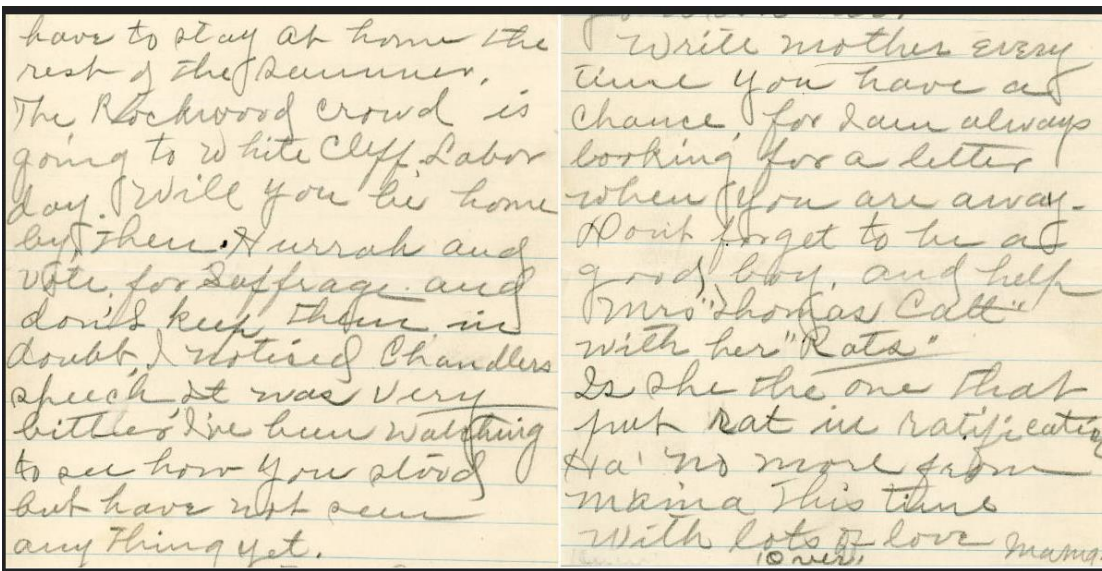 have to stay at home the
rest of the summer.
The Rockwood crowd is
going to White Cliff Labor
day. Will you be home
by then. Hurrah and
vote for Suffrage and
don't keep them in
doubt, I noticed Chandlers
speech, it was very
bitter. I've been watching
to see how you stood
but have not seen
any thing yet.
Write mother every
time you have a
chance, for I am always
looking for a letter
when you are away.
Don't forget to be a
good boy, and help
Mrs "Thomas Catt"
with her "Rats"
Is she the one that
put rat in ratification
Ha! no more from
mama this time
With lots of love Mama.
"Over"